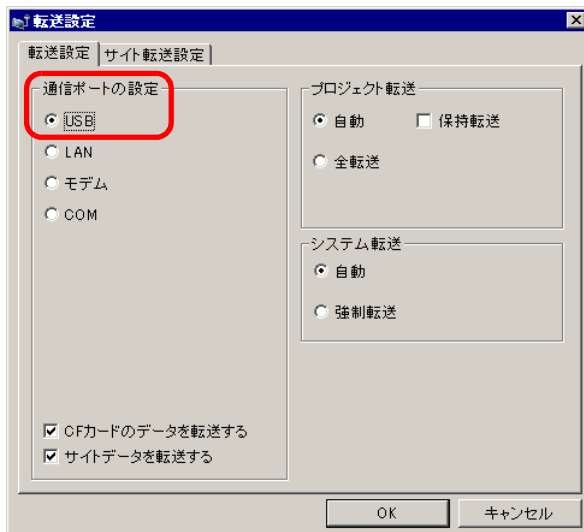 転送設定
転送設定 サイト転送設定
通信ポートの設定
USB
LAN
モデム
COM
CFカードのデータを転送する
サイトデータを転送する
プロジェクト転送
自動 保持転送
全転送
システム転送
自動
強制転送
OK キャンセル